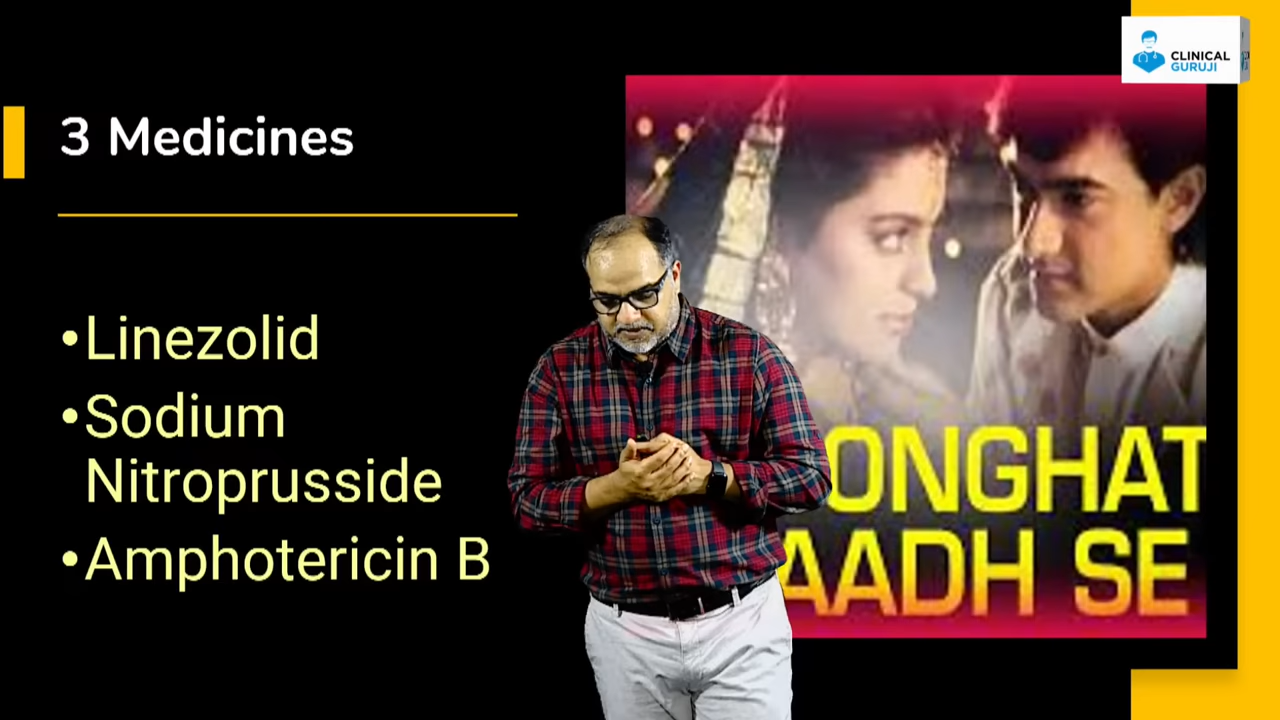 CLINICAL
GURUJI
3 Medicines
•Linezolid
•Sodium
Nitroprusside
•Amphotericin B
ONGHAT
AADH SE